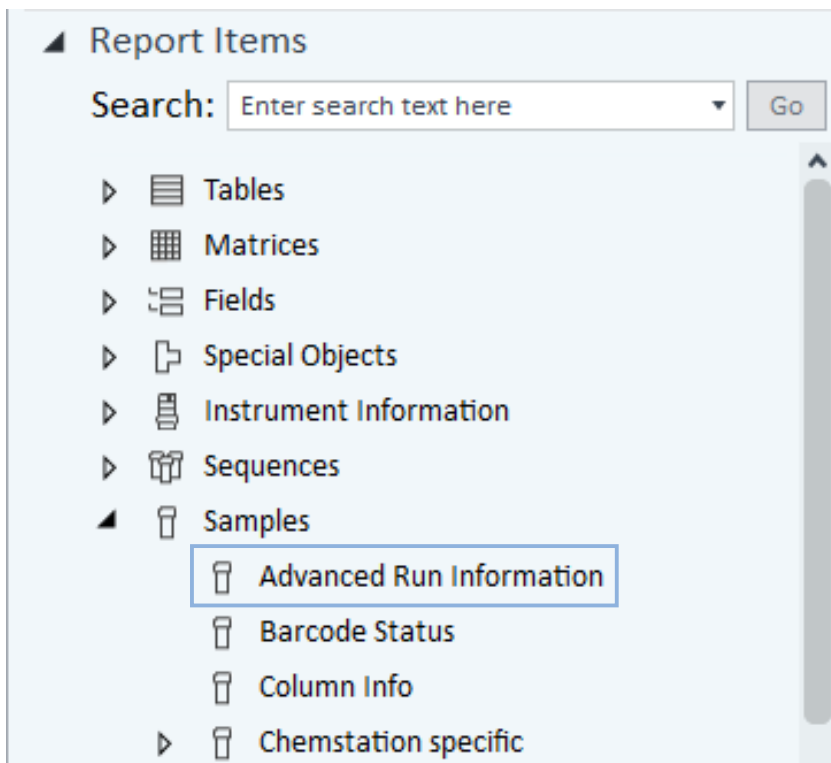 Report Items
Search: Enter search text here Go
Tables
Matrices
Fields
Special Objects
Instrument Information
Sequences
Samples
Advanced Run Information
Barcode Status
Column Info
Chemstation specific